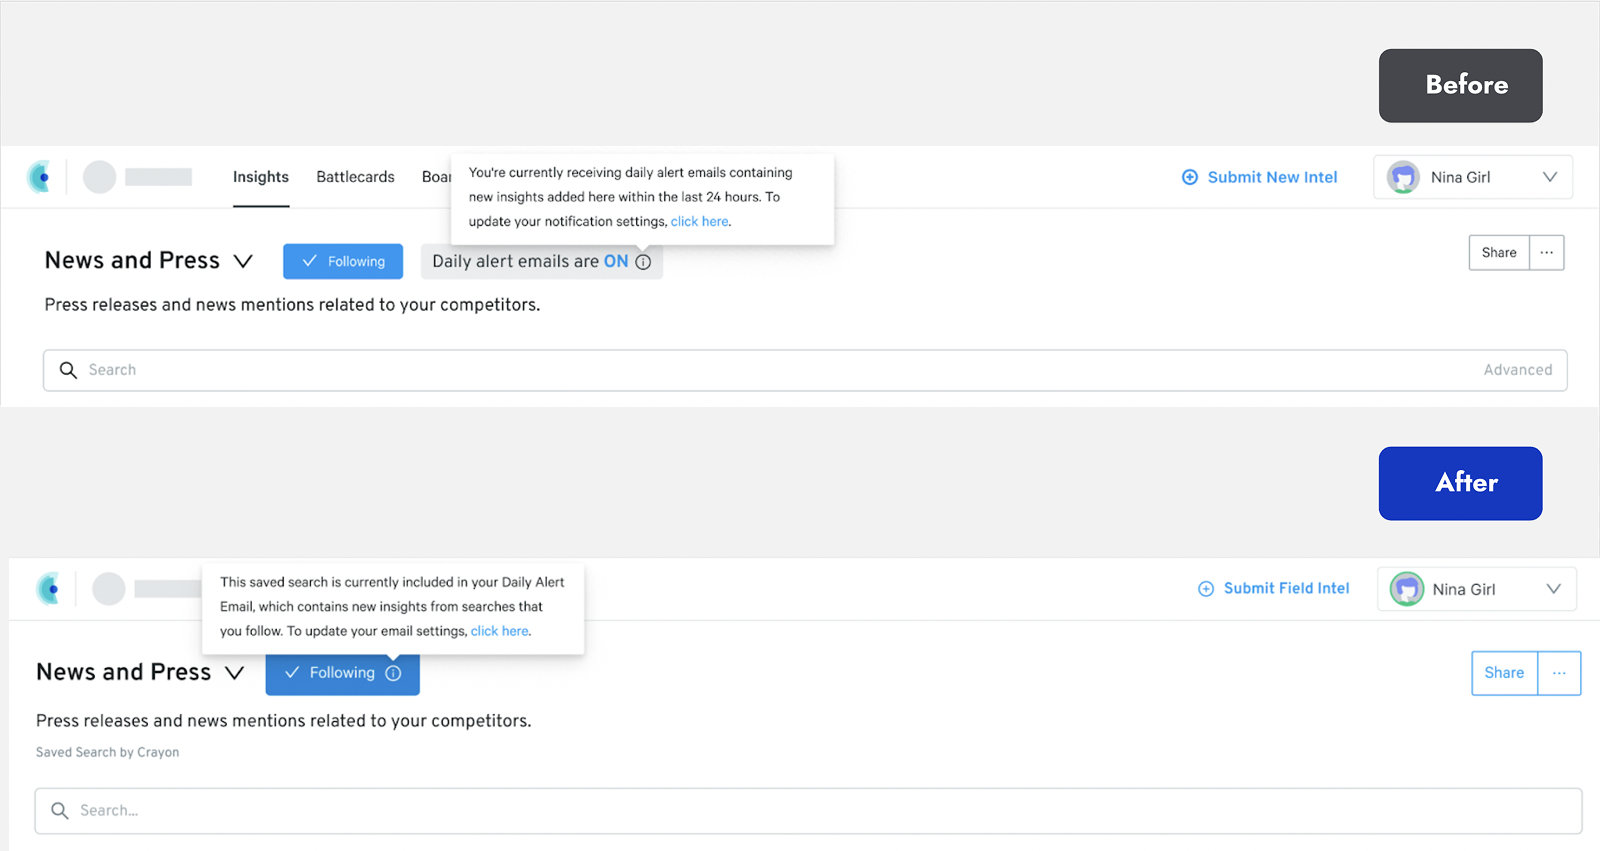 Before
Insights Battlecards
You're currently receiving daily alert emails containing
new insights added here within the last 24 hours. To
update your notification settings, click here.
Submit New Intel
Nina Girl
News and Press
Following
Daily alert emails are ON
Share
...
Press releases and news mentions related to your competitors.
Search
Advanced
After
This saved search is currently included in your Daily Alert
Email, which contains new insights from searches that
you follow. To update your email settings, click here.
Submit Field Intel
Nina Girl
News and Press
Following
Share
...
Press releases and news mentions related to your competitors.
Saved Search by Crayon
Search...